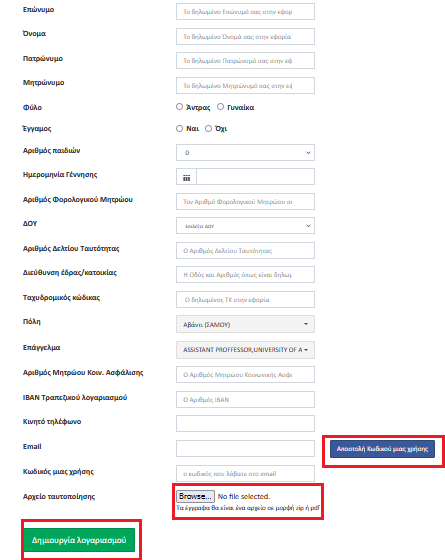 Επώνυμο Το δηλωμένο Επώνυμό σας στην εφορ
Όνομα Το δηλωμένο Όνομά σας στην εφορία
Πατρώνυμο Το δηλωμένο Πατρώνυμό σας στην εφ
Μητρώνυμο Το δηλωμένο Μητρώνυμό σας στην εφ
Φύλο Άντρας Γυναίκα
Έγγαμος Ναι Όχι
Αριθμός παιδιών 0
Ημερομηνία Γέννησης
Αριθμός Φορολογικού Μητρώου Τον Αριθμό Φορολογικού Μητρώου σα
ΔΟΥ Επιλέξτε ΔΟΥ
Αριθμός Δελτίου Ταυτότητας Ο Αριθμός Δελτίου Ταυτότητας
Διεύθυνση έδρας/κατοικίας Η Οδός και Αριθμός όπως είναι δηλωμ
Ταχυδρομικός κώδικας Ο δηλωμένος ΤΚ στην εφορία
Πόλη Αβάντι (ΣΑΜΟΥ)
Επάγγελμα ASSISTANT PROFFESSOR,UNIVERSITY OF A
Αριθμός Μητρώου Κοιν. Ασφάλισης Ο Αριθμός Μητρώου Κοινωνικής Ασφα
IBAN Τραπεζικού λογαριασμού Ο Αριθμός IBAN
Κινητό τηλέφωνο
Email Αποστολή Κωδικού μιας χρήσης
Κωδικός μιας χρήσης ο κωδικός που λάβατε στο email
Αρχείο ταυτοποίησης Browse... No file selected.
Τα έγγραφα θα είναι ένα αρχείο σε μορφή zip ή pdf
Δημιουργία λογαριασμού